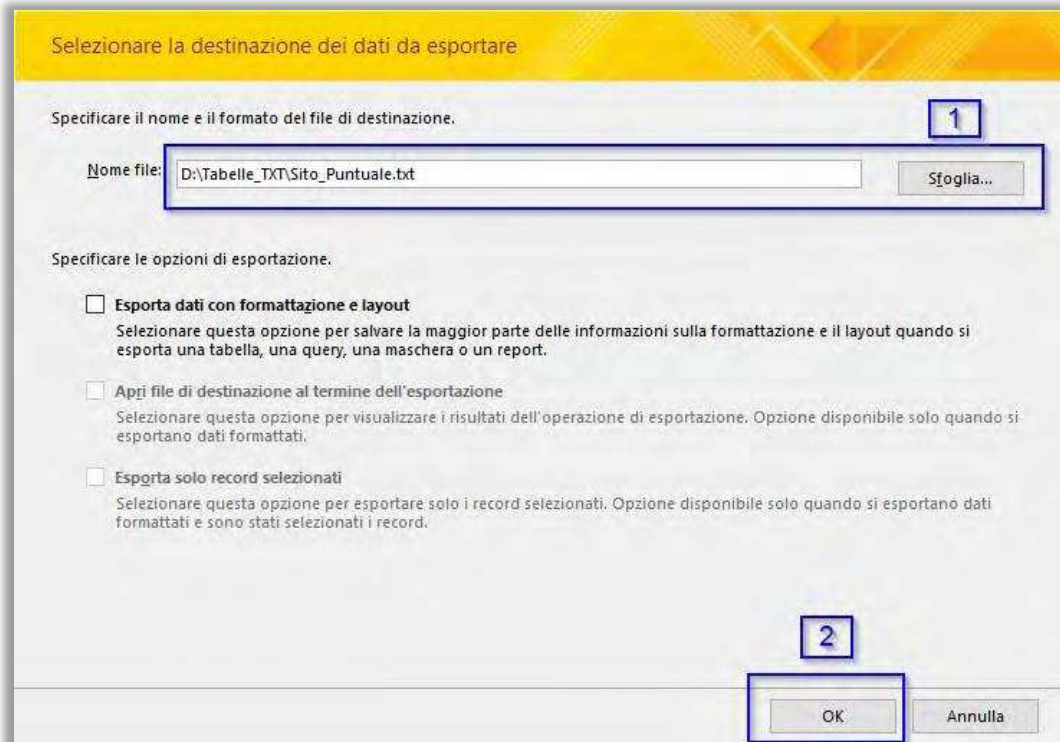 Selezionare la destinazione dei dati da esportare
Specificare il nome e il formato del file di destinazione.
1
Nome file: D:\Tabelle_TXT\Sito_Puntuale.txt Sfoglia...
Specificare le opzioni di esportazione.
Esporta dati con formattazione e layout
Selezionare questa opzione per salvare la maggior parte delle informazioni sulla formattazione e il layout quando si
esporta una tabella, una query, una maschera o un report.
Apri file di destinazione al termine dell'esportazione
Selezionare questa opzione per visualizzare i risultati dell'operazione di esportazione. Opzione disponibile solo quando si
esportano dati formattati.
Esporta solo record selezionati
Selezionare questa opzione per esportare solo i record selezionati. Opzione disponibile solo quando si esportano dati
formattati e sono stati selezionati i record.
2
OK Annulla